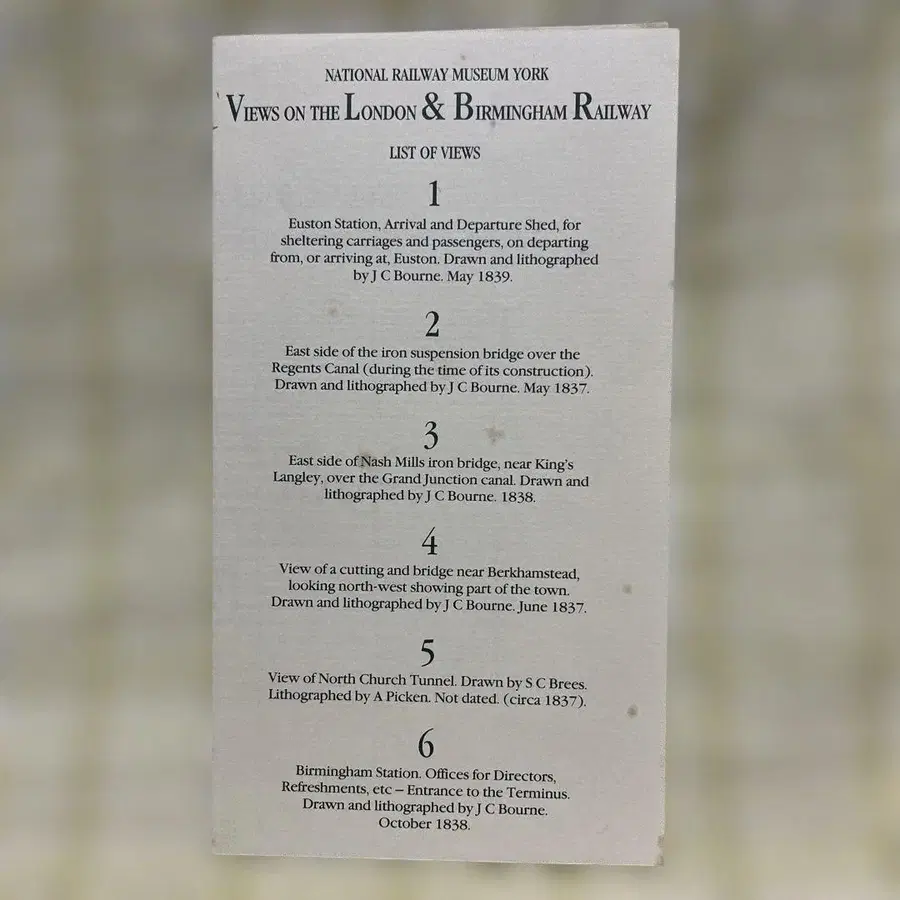 NATIONAL RAILWAY MUSEUM YORK
VIEWS ON THE LONDON & BIRMINGHAM RAILWAY
LIST OF VIEWS
1
Euston Station, Arrival and Departure Shed, for
sheltering carriages and passengers, on departing
from, or arriving at, Euston. Drawn and lithographed
by J C Bourne. May 1839.
2
East side of the iron suspension bridge over the
Regents Canal (during the time of its construction).
Drawn and lithographed by J C Bourne. May 1837.
3
East side of Nash Mills iron bridge, near King's
Langley, over the Grand Junction canal. Drawn and
lithographed by J C Bourne. 1838.
4
View of a cutting and bridge near Berkhamstead,
looking north-west showing part of the town.
Drawn and lithographed by J C Bourne. June 1837.
5
View of North Church Tunnel. Drawn by S C Brees.
Lithographed by A Picken. Not dated. (circa 1837).
6
Birmingham Station. Offices for Directors,
Refreshments, etc – Entrance to the Terminus.
Drawn and lithographed by J C Bourne.
October 1838.